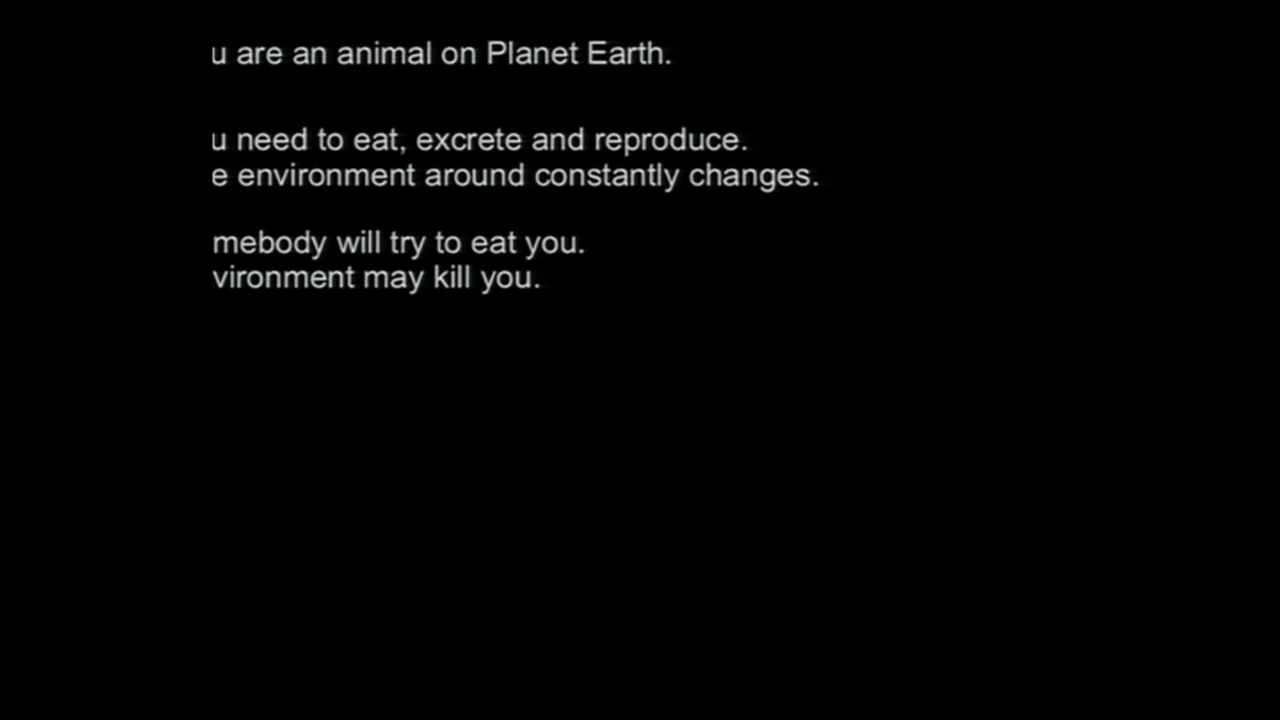 u are an animal on Planet Earth.
u need to eat, excrete and reproduce.
e environment around constantly changes.
mebody will try to eat you.
vironment may kill you.